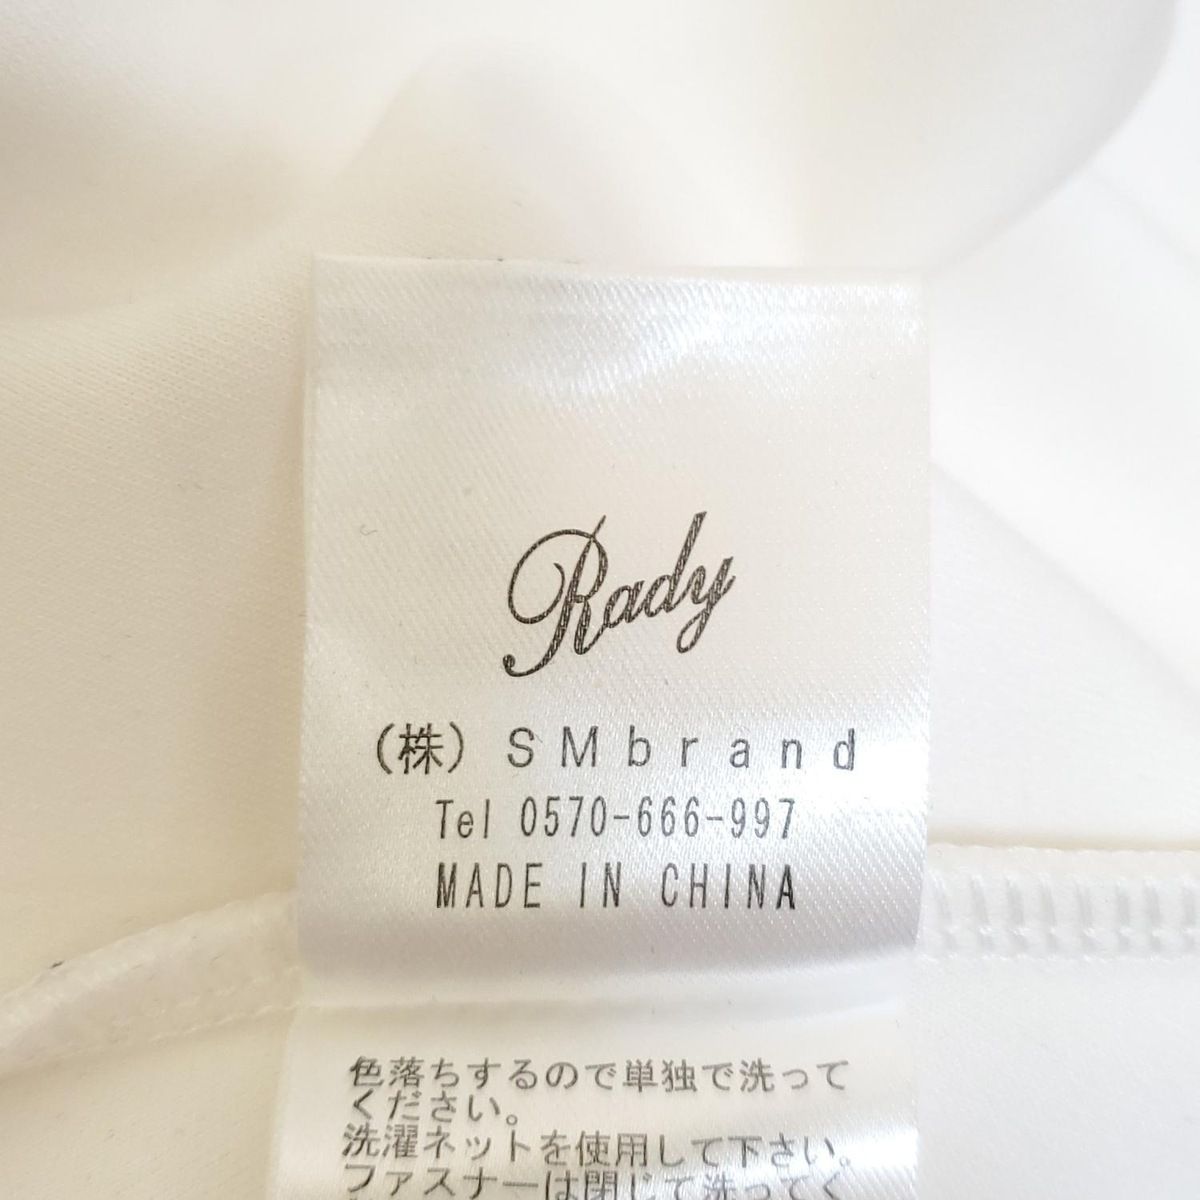 Rady
(株) SMbrand
Tel 0570-666-997
MADE IN CHINA
色落ちするので単独で洗って
ください。
洗濯ネットを使用して下さい。
ファスナーは閉じて洗ってく